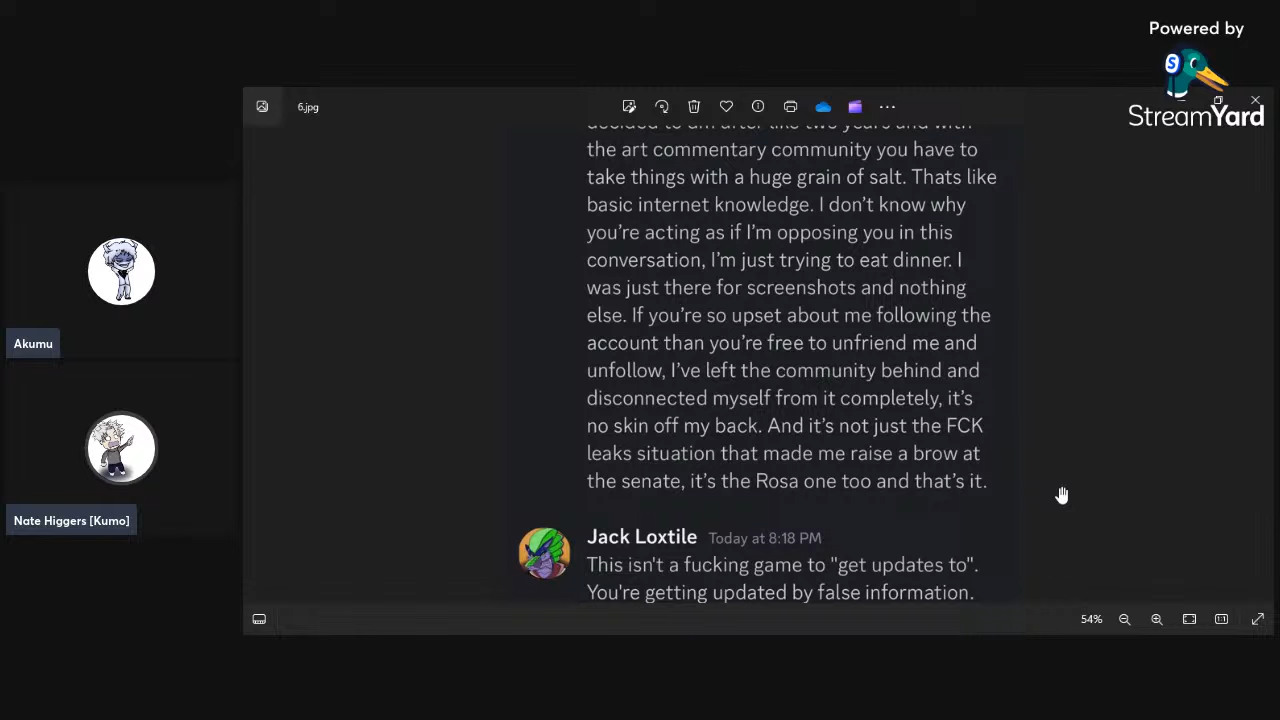 Powered by
S
StreamYard
6.jpg
decided to dm after like two years and with
the art commentary community you have to
take things with a huge grain of salt. Thats like
basic internet knowledge. I don't know why
you're acting as if I'm opposing you in this
conversation, I'm just trying to eat dinner. I
was just there for screenshots and nothing
else. If you're so upset about me following the
account than you're free to unfriend me and
unfollow, I've left the community behind and
disconnected myself from it completely, it's
no skin off my back. And it's not just the FCK
leaks situation that made me raise a brow at
the senate, it's the Rosa one too and that's it.
Jack Loxtile Today at 8:18 PM
This isn't a fucking game to "get updates to".
You're getting updated by false information.
Akumu
Nate Higgers [Kumo]
54%